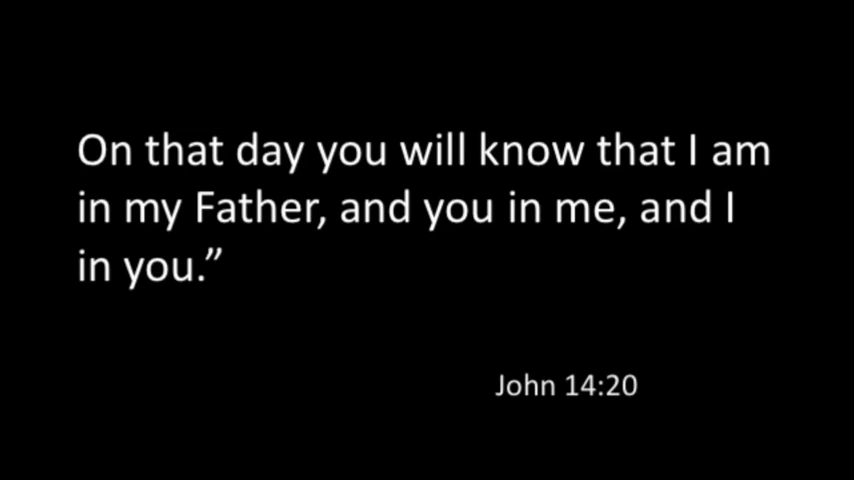 On that day you will know that I am
in my Father, and you in me, and I
in you.”
John 14:20